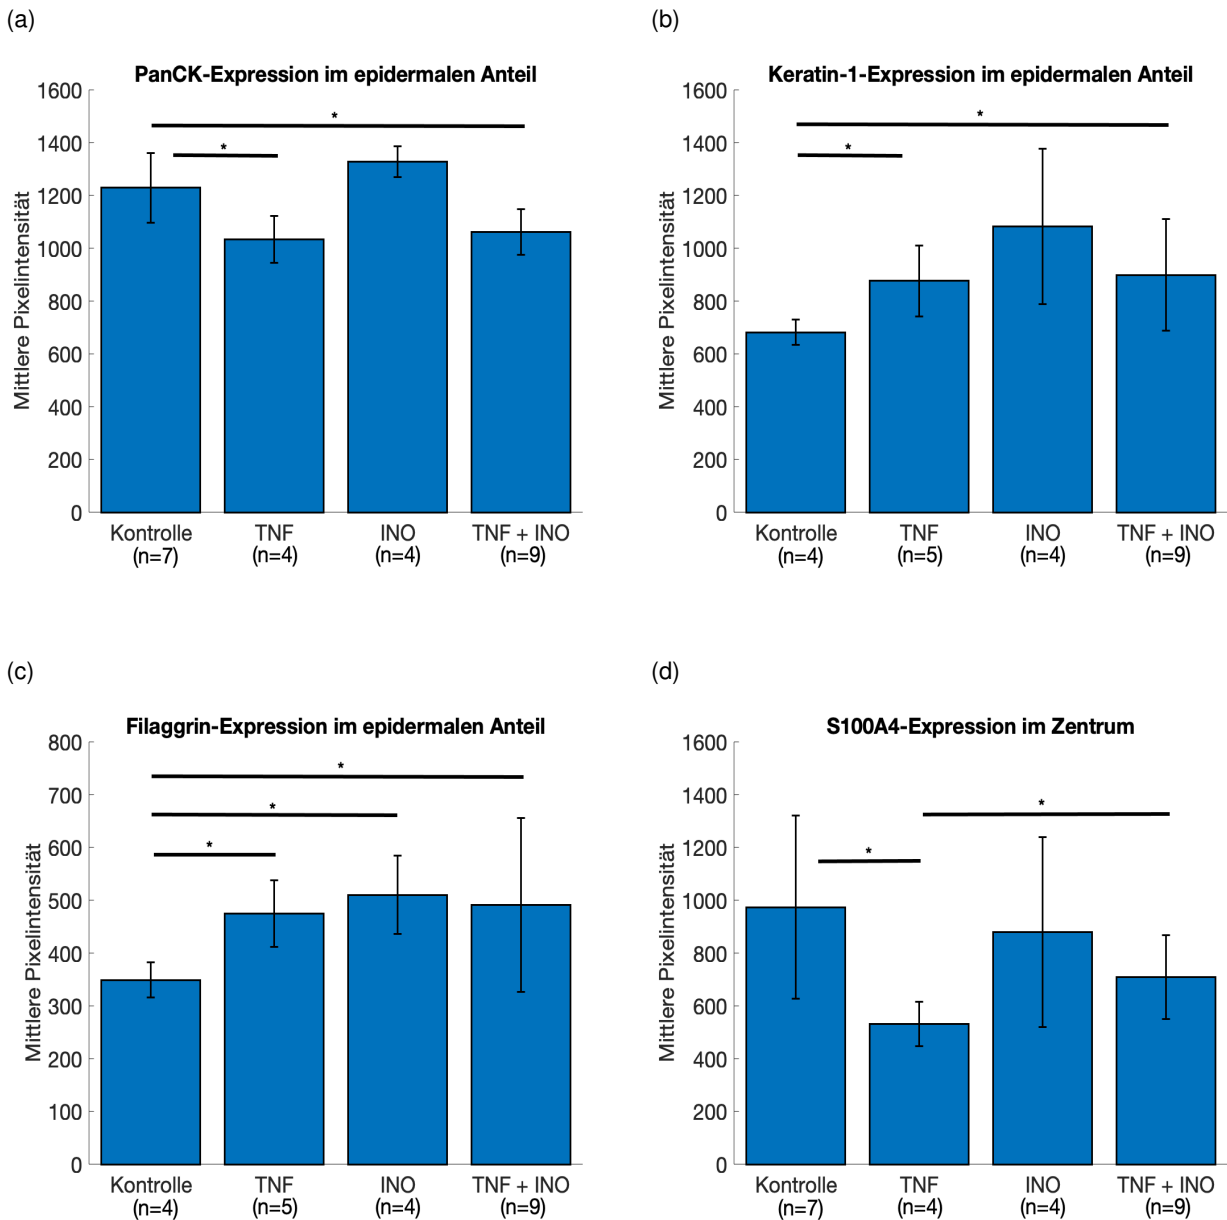 (a)
PanCK-Expression im epidermalen Anteil
Mittlere Pixelintensität
1600
1400
1200
1000
800
600
400
200
0
*
*
Kontrolle TNF INO TNF + INO
(n=7) (n=4) (n=4) (n=9)
(b)
Keratin-1-Expression im epidermalen Anteil
Mittlere Pixelintensität
1600
1400
1200
1000
800
600
400
200
0
*
*
Kontrolle TNF INO TNF + INO
(n=4) (n=5) (n=4) (n=9)
(c)
Filaggrin-Expression im epidermalen Anteil
Mittlere Pixelintensität
800
700
600
500
400
300
200
100
0
*
*
*
Kontrolle TNF INO TNF + INO
(n=4) (n=5) (n=4) (n=9)
(d)
S100A4-Expression im Zentrum
Mittlere Pixelintensität
1600
1400
1200
1000
800
600
400
200
0
*
*
Kontrolle TNF INO TNF + INO
(n=7) (n=4) (n=4) (n=9)